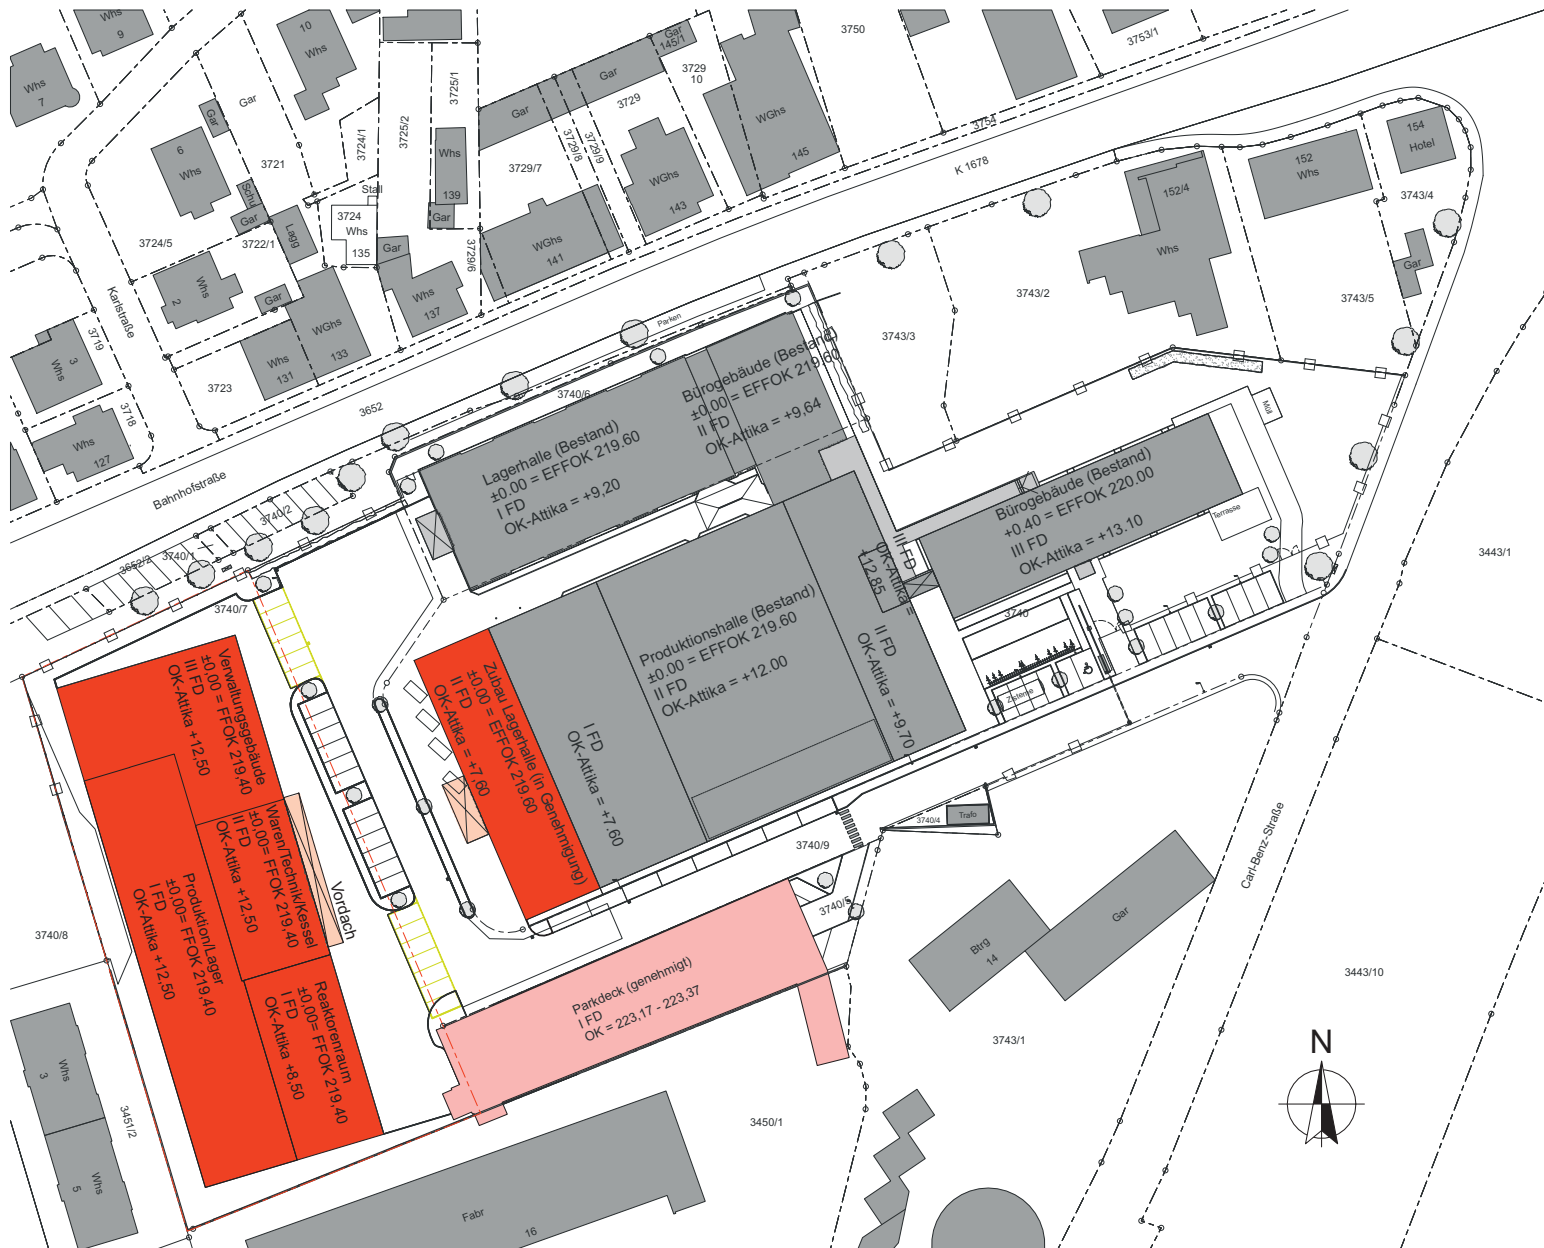 Whs
9
Whs
7
10
Whs
Gar
Gar
6
Whs
3721
Schu
Gar
Lagg
3722/1
3724/5
3724/1
3725/2
3725/1
Stall
3724
Whs
135
Gar
Whs
139
Gar
Whs
137
3729/6
Gar
Gar
Gar
145/1
3729
10
3729
3729/7
3729/8
3729/9
WGhs
141
WGhs
143
WGhs
145
3750
3753/1
3754
K 1678
Whs
2
Gar
WGhs
133
Whs
131
3723
Karlstraße
3719
3
Whs
3718
Whs
127
Bahnhofstraße
3652
3740/6
Parken
3740/2
3740/1
3652/2
3740/7
152/4
Whs
152
Whs
154
Hotel
3743/4
Gar
3743/5
3743/2
3743/3
Müll
Terrasse
3443/1
Lagerhalle (Bestand)
±0.00 = EFFOK 219.60
I FD
OK-Attika = +9,20
Bürogebäude (Bestand)
±0.00 = EFFOK 219.60
II FD
OK-Attika = +9,64
Bürogebäude (Bestand)
+0.40 = EFFOK 220.00
III FD
OK-Attika = +13.10
III FD
OK-Attika =
+12.85
Produktionshalle (Bestand)
±0.00 = EFFOK 219.60
II FD
OK-Attika = +12.00
II FD
OK-Attika = +9.70
I FD
OK-Attika = +7.60
Zubau Lagerhalle (in Genehmigung)
±0.00 = EFFOK 219.60
II FD
OK-Attika = +7,60
3740
Zisterne
Verwaltungsgebäude
±0,00 = FFOK 219,40
III FD
OK-Attika +12,50
Waren/Technik/Kessel
±0,00= FFOK 219,40
II FD
OK-Attika +12,50
Produktion/Lager
±0,00= FFOK 219,40
I FD
OK-Attika +12,50
Reaktorenraum
±0,00= FFOK 219,40
I FD
OK-Attika +8,50
Vordach
3740/9
3740/4
Trafo
3740/5
Parkdeck (genehmigt)
I FD
OK = 223,17 - 223,37
Carl-Benz-Straße
Btrg
14
Gar
3443/10
3743/1
3740/8
3
Whs
3451/2
5
Whs
Fabr
16
3450/1
N